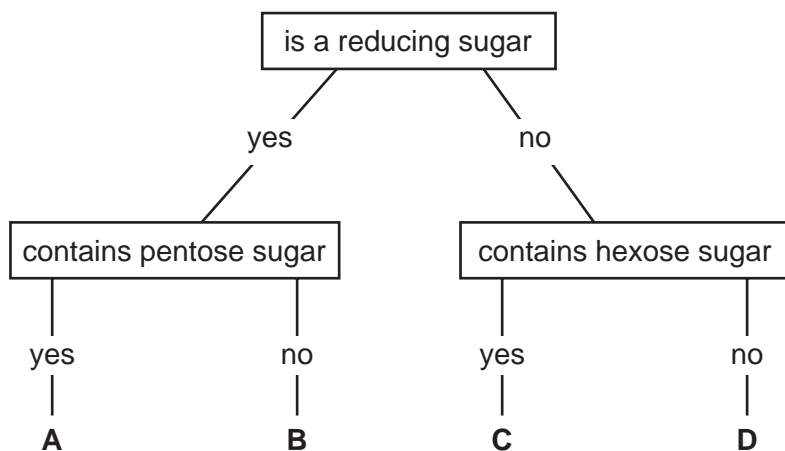 is a reducing sugar
yes
no
contains pentose sugar
contains hexose sugar
yes
no
yes
no
A
B
C
D